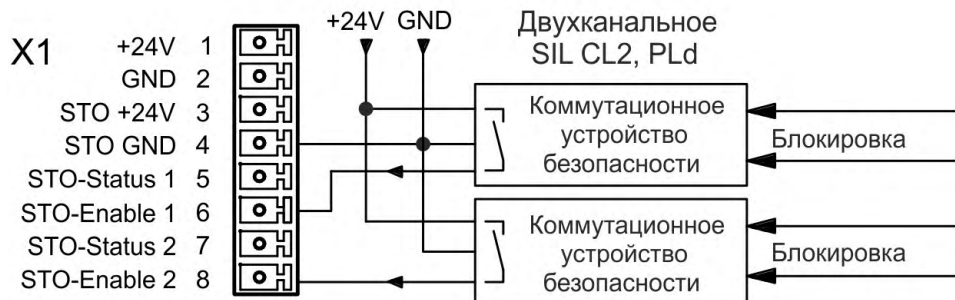 X1
+24V 1
GND 2
STO +24V 3
STO GND 4
STO-Status 1 5
STO-Enable 1 6
STO-Status 2 7
STO-Enable 2 8
+24V GND
Двухканальное
SIL CL2, PLd
Коммутационное
устройство
безопасности
Блокировка
Коммутационное
устройство
безопасности
Блокировка